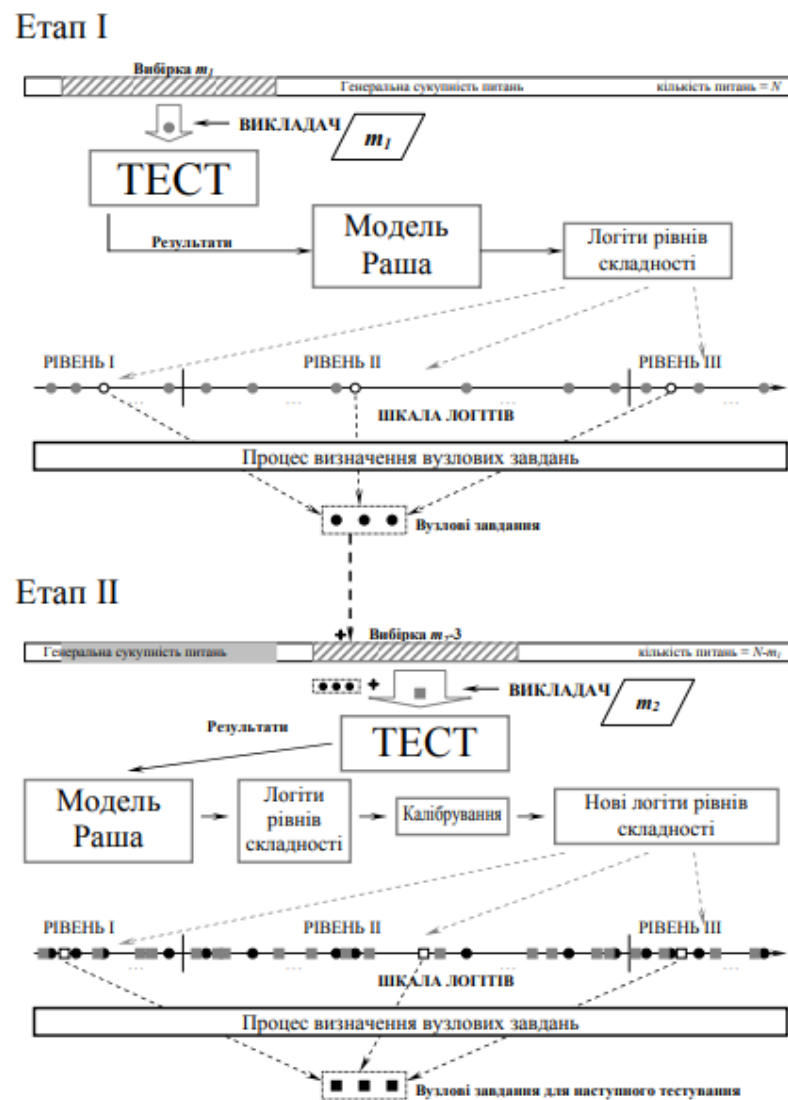 Етап I
Вибірка m1
Генеральна сукупність питань
кількість питань = N
ВИКЛАДАЧ
m1
ТЕСТ
Результати
Модель
Раша
Логіти рівнів
складності
РІВЕНЬ I
РІВЕНЬ II
РІВЕНЬ III
...
...
...
...
ШКАЛА ЛОГІТІВ
Процес визначення вузлових завдань
Вузлові завдання
Етап II
+
Вибірка m2-3
Генеральна сукупність питань
кількість питань = N-m1
+
ВИКЛАДАЧ
m2
ТЕСТ
Результати
Модель
Раша
Логіти
рівнів
складності
Калібрування
Нові логіти рівнів
складності
РІВЕНЬ I
РІВЕНЬ II
РІВЕНЬ III
...
...
...
...
ШКАЛА ЛОГІТІВ
Процес визначення вузлових завдань
Вузлові завдання для наступного тестування